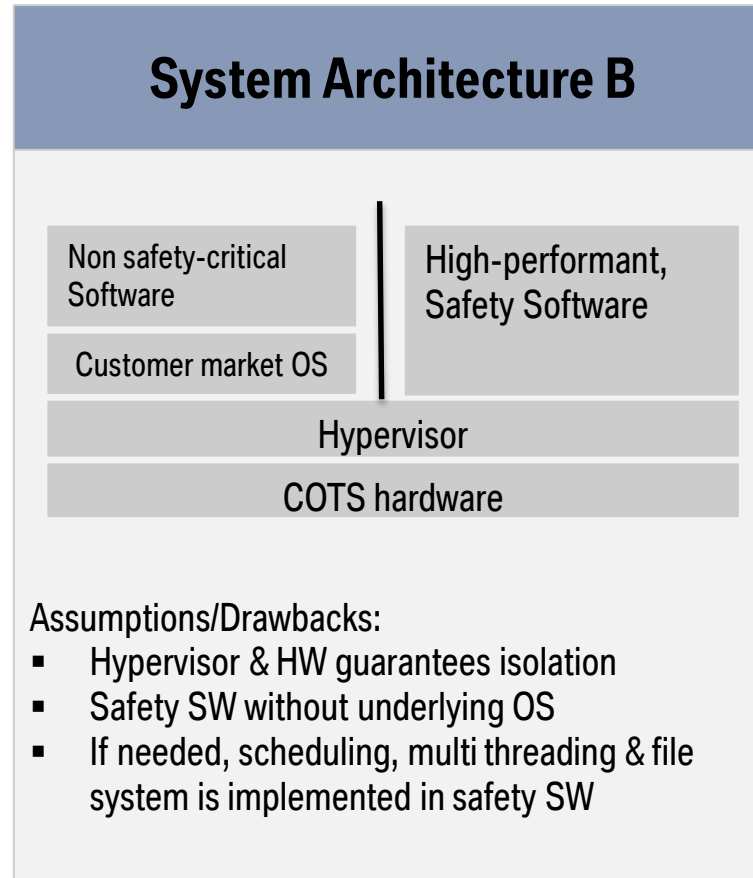 System Architecture B
Non safety-critical
Software
High-performant,
Safety Software
Customer market OS
Hypervisor
COTS hardware
Assumptions/Drawbacks:
▪ Hypervisor & HW guarantees isolation
▪ Safety SW without underlying OS
▪ If needed, scheduling, multi threading & file
system is implemented in safety SW